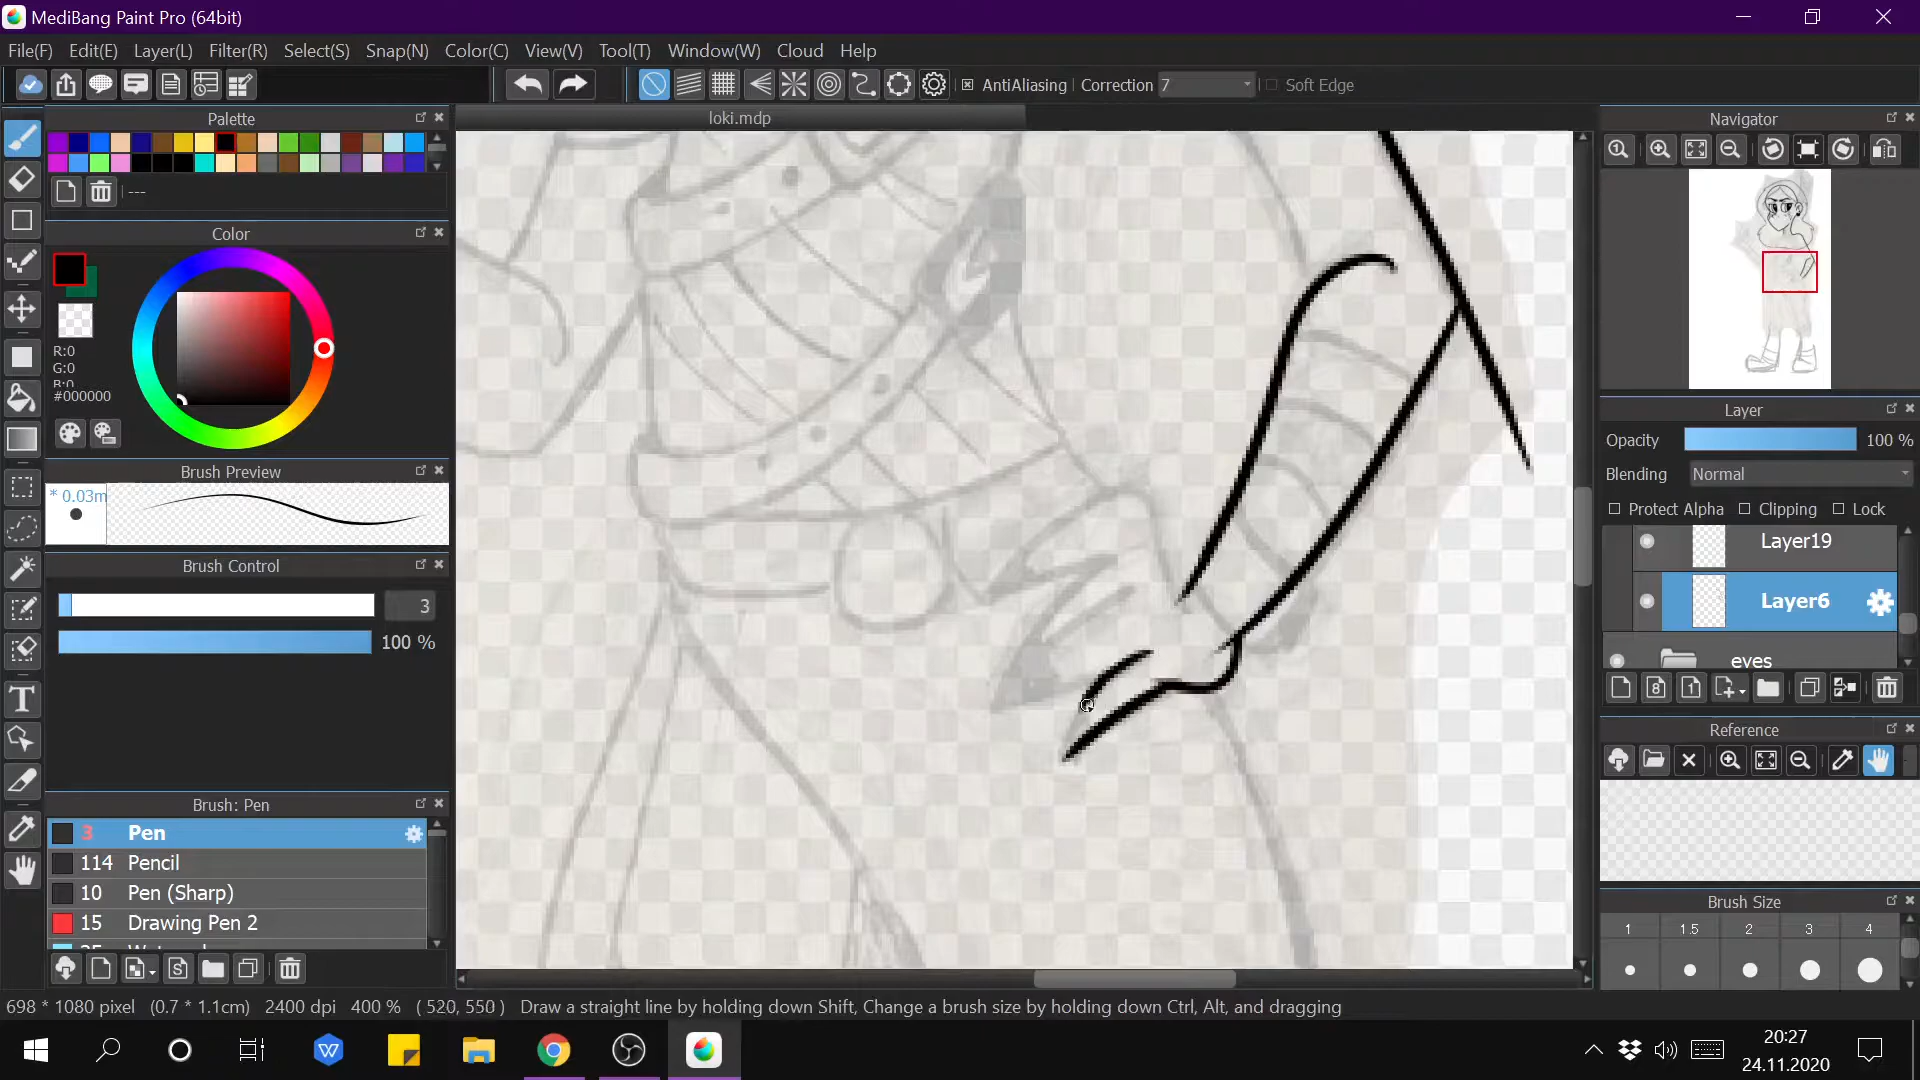 MediBang Paint Pro (64bit)
File(F) Edit(E) Layer(L) Filter(R) Select(S) Snap(N) Color(C) View(V) Tool(T) Window(W) Cloud Help
AntiAliasing Correction 7 Soft Edge
Palette
loki.mdp
Navigator
---
Color
R:0
G:0
B:0
#000000
Layer
Opacity 100 %
Blending Normal
Protect Alpha Clipping Lock
Layer19
Layer6
eyes
Brush Preview
* 0.03m
Brush Control
3
100 %
Reference
Brush: Pen
3 Pen
114 Pencil
10 Pen (Sharp)
15 Drawing Pen 2
Brush Size
1 1.5 2 3 4
698 * 1080 pixel (0.7 * 1.1cm) 2400 dpi 400 % ( 520, 550 ) Draw a straight line by holding down Shift, Change a brush size by holding down Ctrl, Alt, and dragging
20:27
24.11.2020